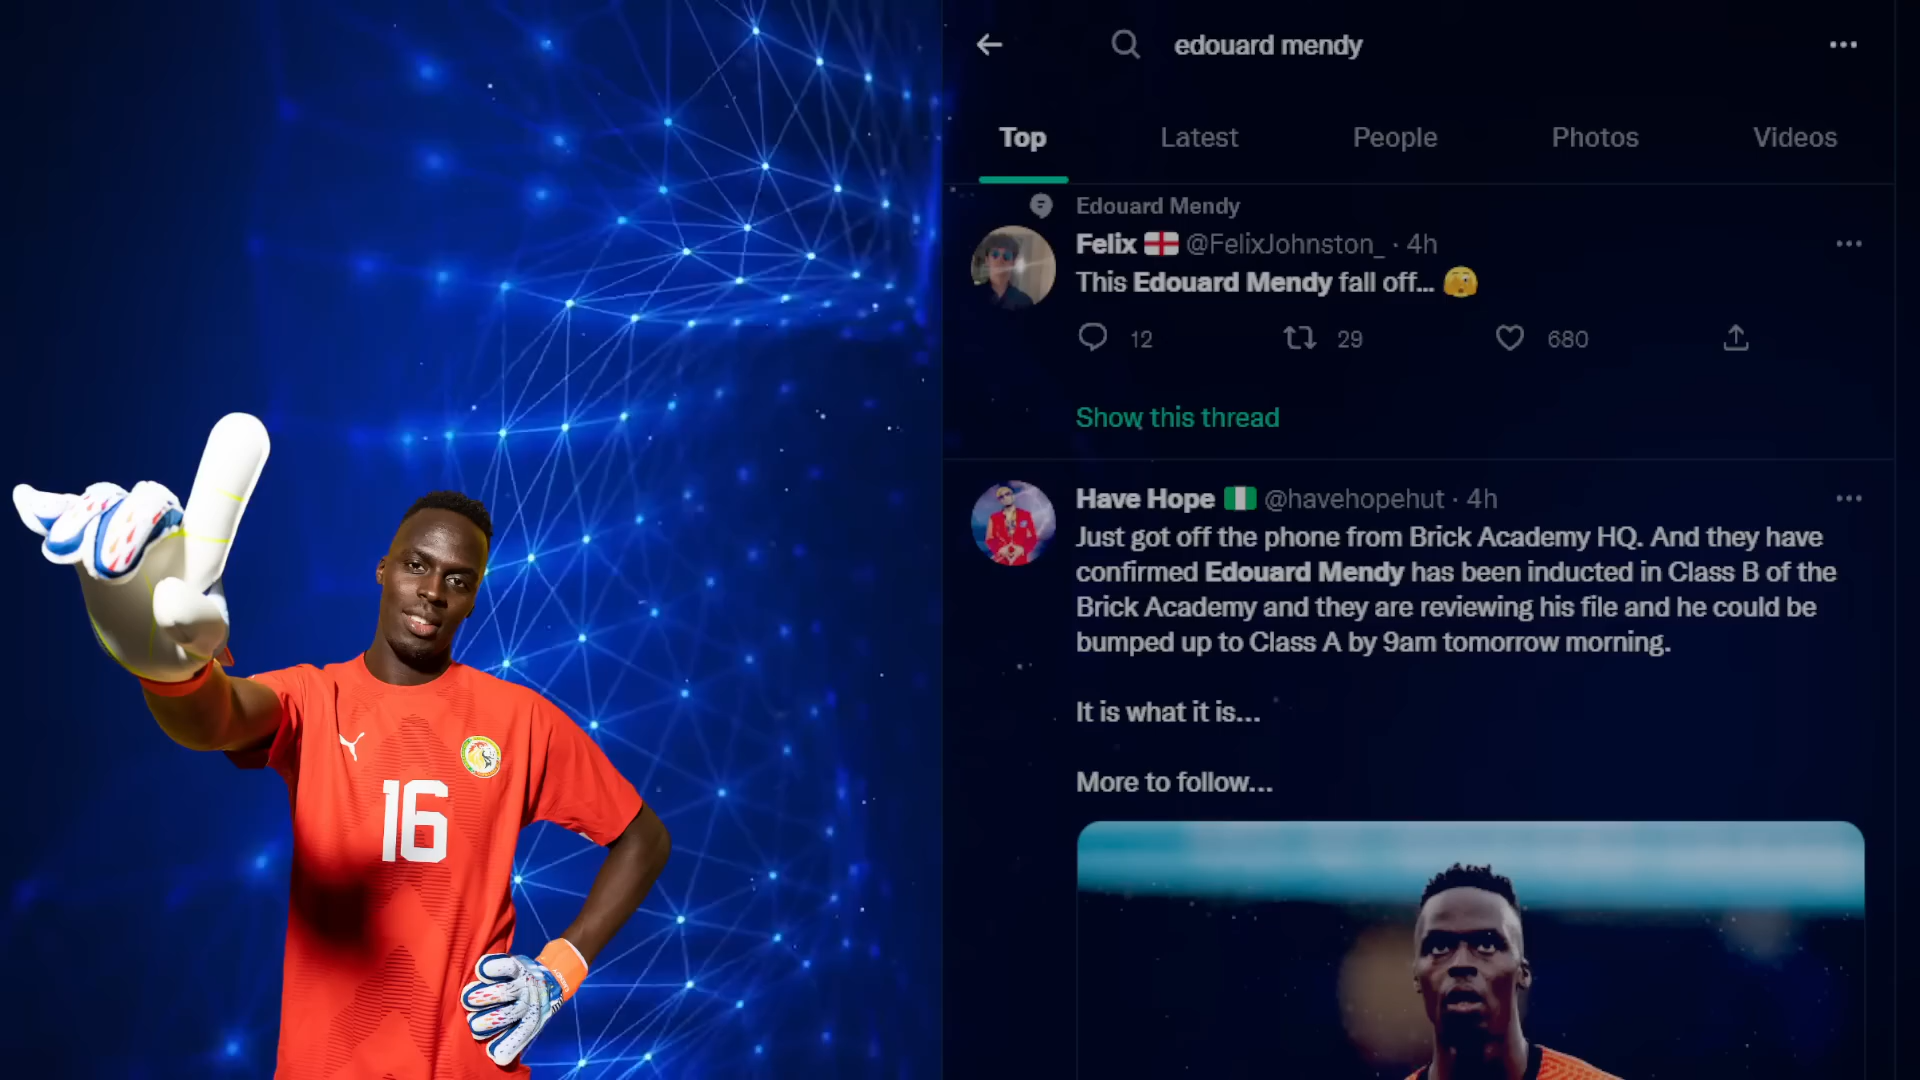 edouard mendy
Top Latest People Photos Videos
Edouard Mendy
Felix @FelixJohnston_ · 4h
This Edouard Mendy fall off...
12 29 680
Show this thread
Have Hope @havehopehut · 4h
Just got off the phone from Brick Academy HQ. And they have
confirmed Edouard Mendy has been inducted in Class B of the
Brick Academy and they are reviewing his file and he could be
bumped up to Class A by 9am tomorrow morning.
It is what it is...
More to follow...
16